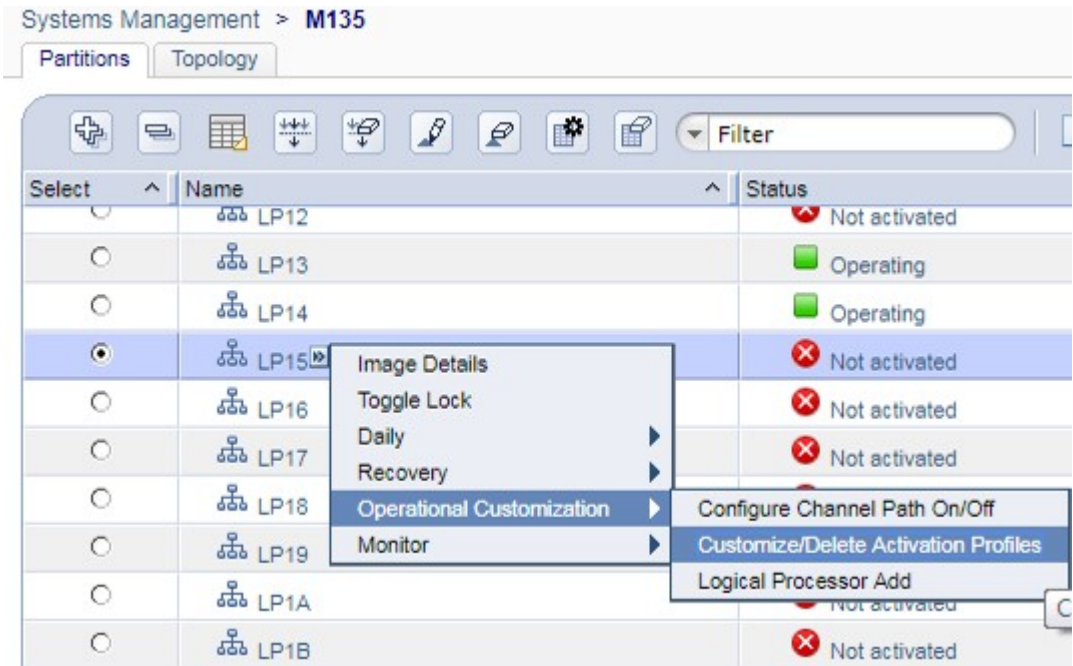 Systems Management > M135
Partitions Topology
Filter
Select Name Status
LP12 Not activated
LP13 Operating
LP14 Operating
LP15 Not activated
Image Details
Toggle Lock
LP16 Not activated
Daily
LP17 Not activated
Recovery
LP18
Operational Customization Configure Channel Path On/Off
LP19
Monitor Customize/Delete Activation Profiles
Logical Processor Add
LP1A Not activated
C
LP1B Not activated